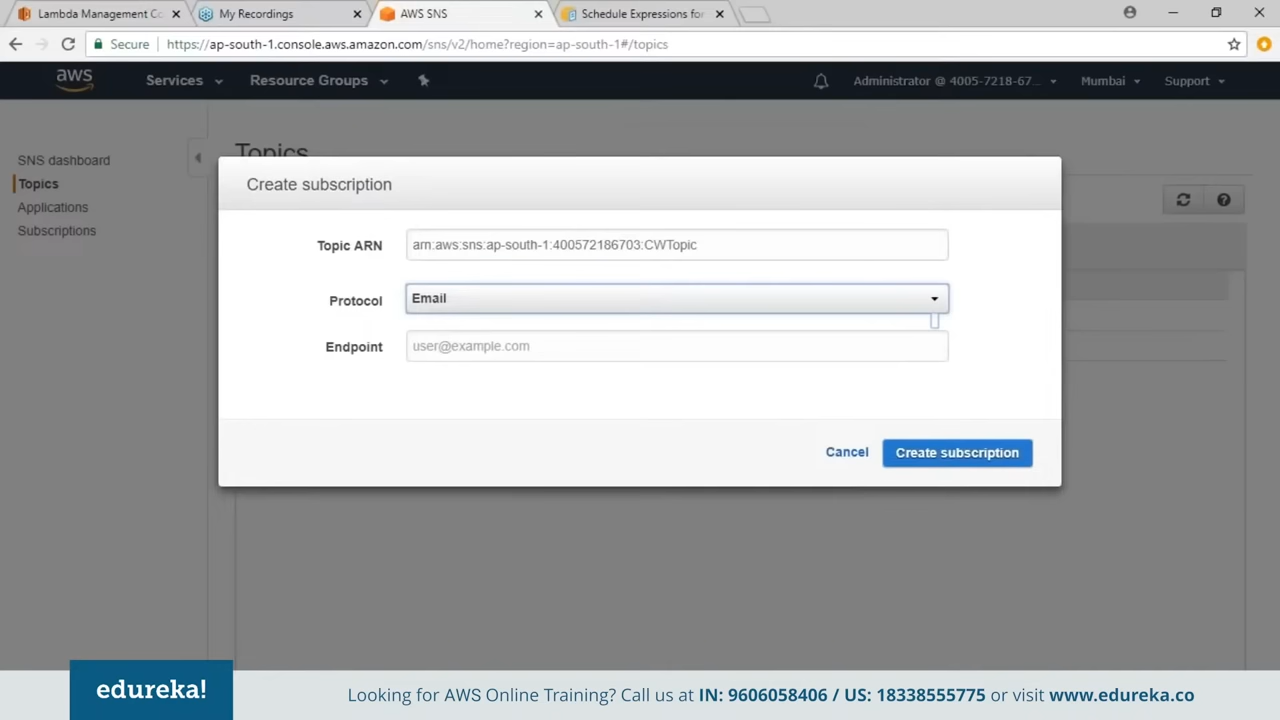 Lambda Management Co
My Recordings
AWS SNS
Schedule Expressions for
Secure
https://ap-south-1.console.aws.amazon.com/sns/v2/home?region=ap-south-1#/topics
aws
Services
Resource Groups
Administrator @ 4005-7218-67...
Mumbai
Support
SNS dashboard
Topics
Applications
Subscriptions
Topics
Create subscription
Topic ARN
arn:aws:sns:ap-south-1:400572186703:CWTopic
Protocol
Email
Endpoint
user@example.com
Cancel
Create subscription
edureka!
Looking for AWS Online Training? Call us at IN: 9606058406 / US: 18338555775 or visit www.edureka.co